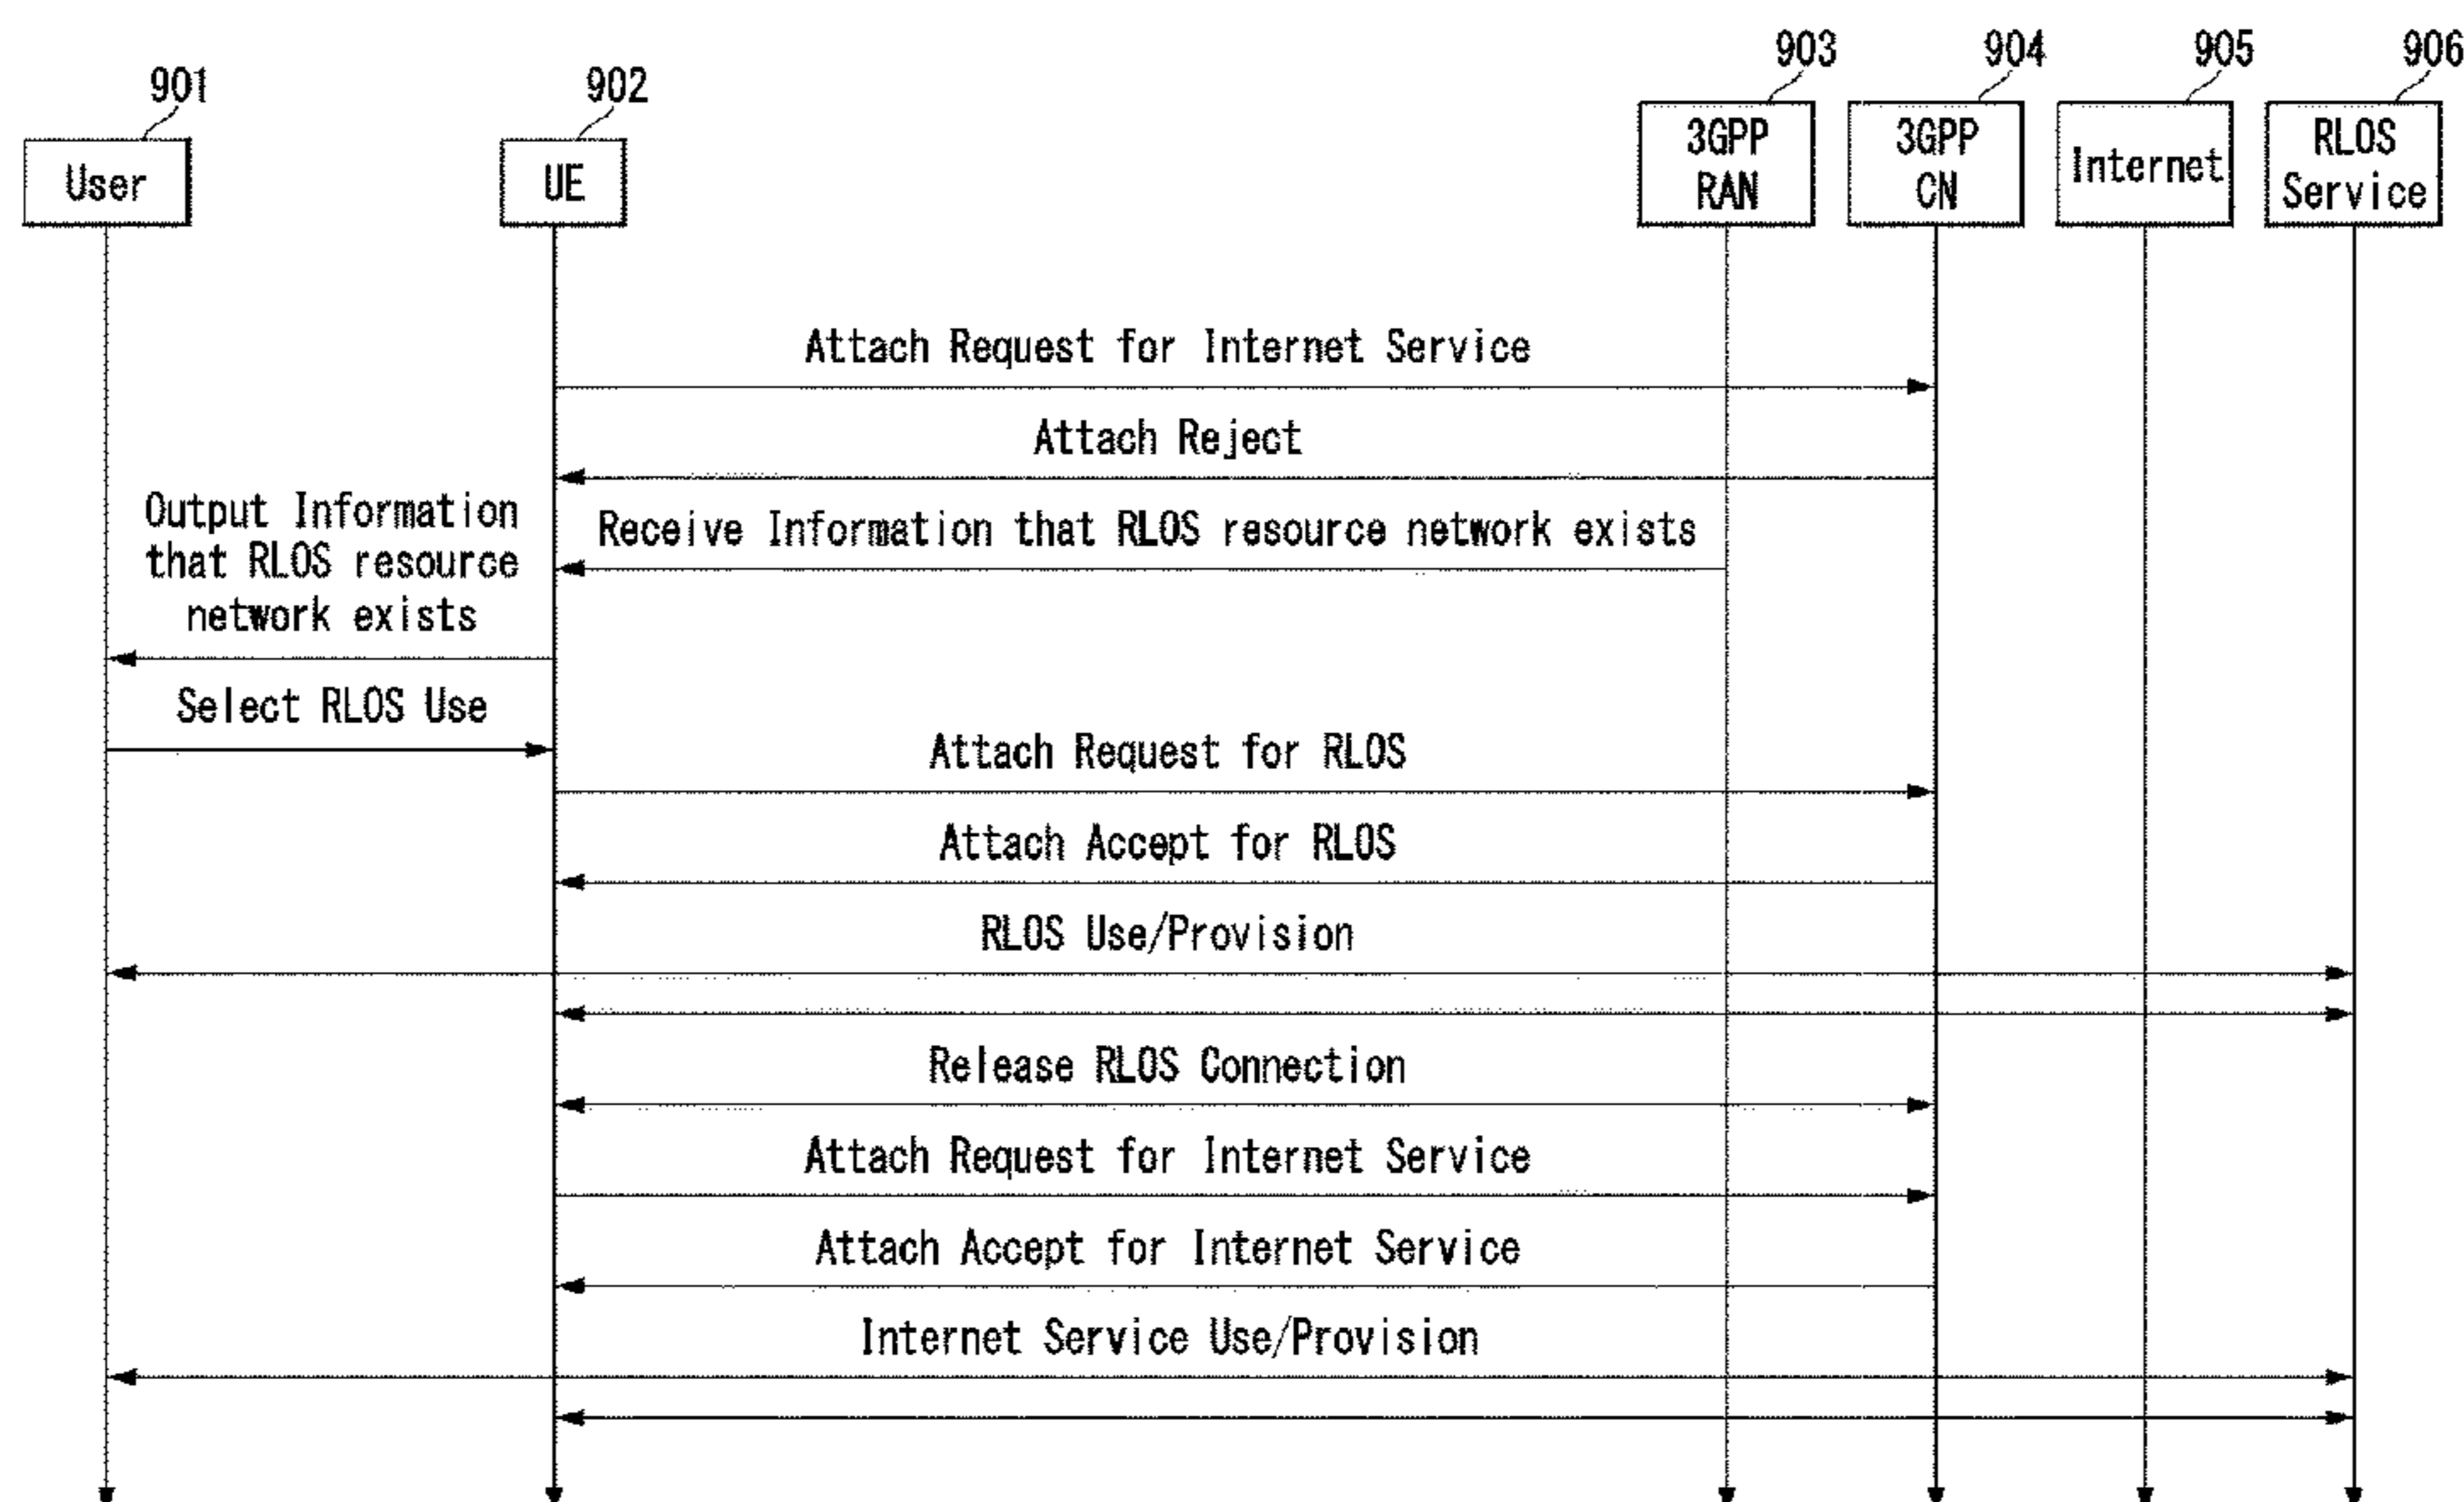 901
902
903
904
905
906
User
UE
3GPP
RAN
3GPP
CN
Internet
RLOS
Service
Attach Request for Internet Service
Attach Reject
Output Information
that RLOS resource
network exists
Receive Information that RLOS resource network exists
Select RLOS Use
Attach Request for RLOS
Attach Accept for RLOS
RLOS Use/Provision
Release RLOS Connection
Attach Request for Internet Service
Attach Accept for Internet Service
Internet Service Use/Provision